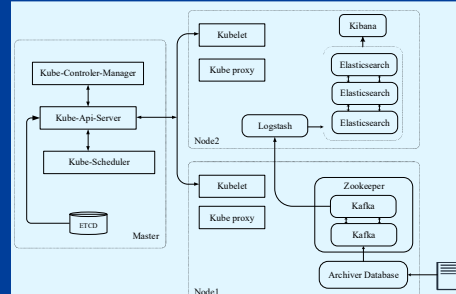 Kube-Controler-Manager
Kube-Api-Server
Kube-Scheduler
ETCD
Master
Kubelet
Kube proxy
Kibana
Elasticsearch
Elasticsearch
Elasticsearch
Logstash
Node2
Kubelet
Kube proxy
Zookeeper
Kafka
Kafka
Archiver Database
Node1